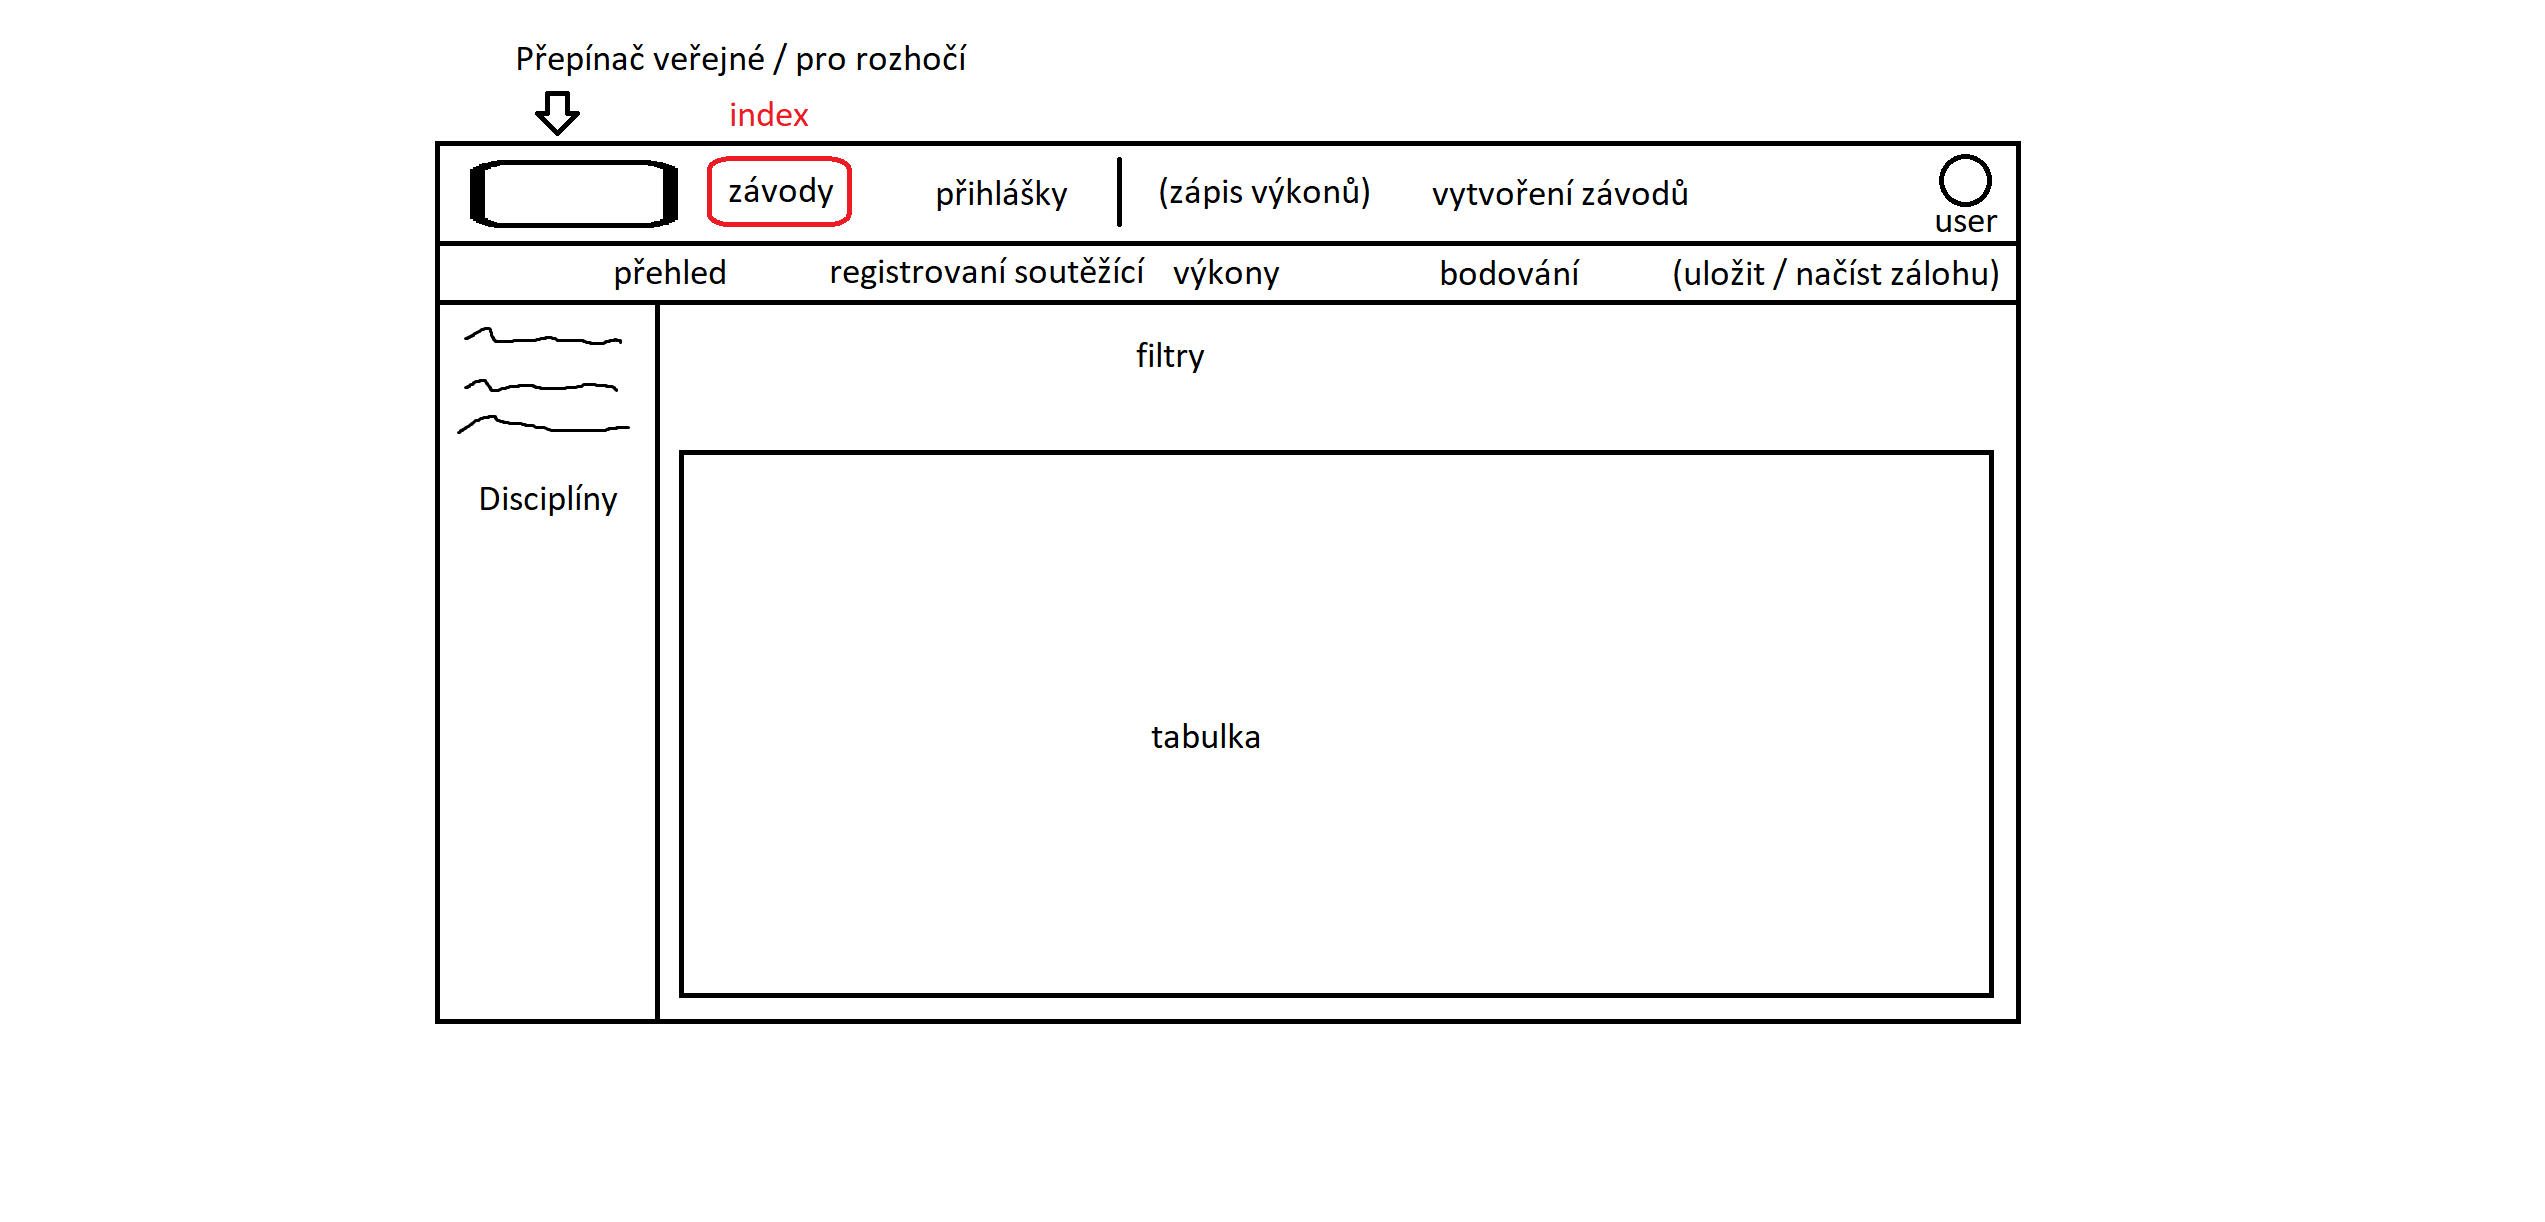 Přepínač veřejné / pro rozhočí
index
závody přihlášky (zápis výkonů) vytvoření závodů
user
přehled registrovaní soutěžící výkony bodování (uložit / načíst zálohu)
filtry
Disciplíny
tabulka